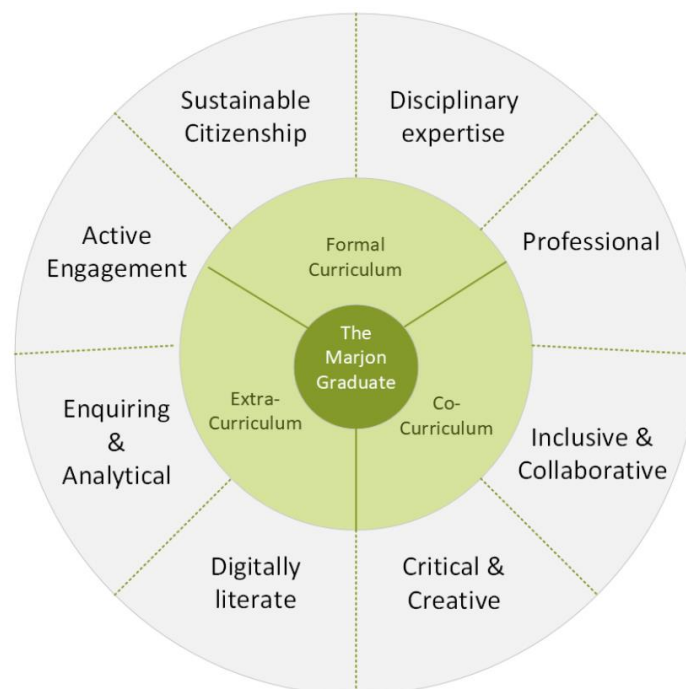 Sustainable
Citizenship
Disciplinary
expertise
Active
Engagement
Professional
Formal
Curriculum
The
Marjon
Graduate
Extra-
Curriculum
Co-
Curriculum
Enquiring
&
Analytical
Inclusive &
Collaborative
Digitally
literate
Critical &
Creative